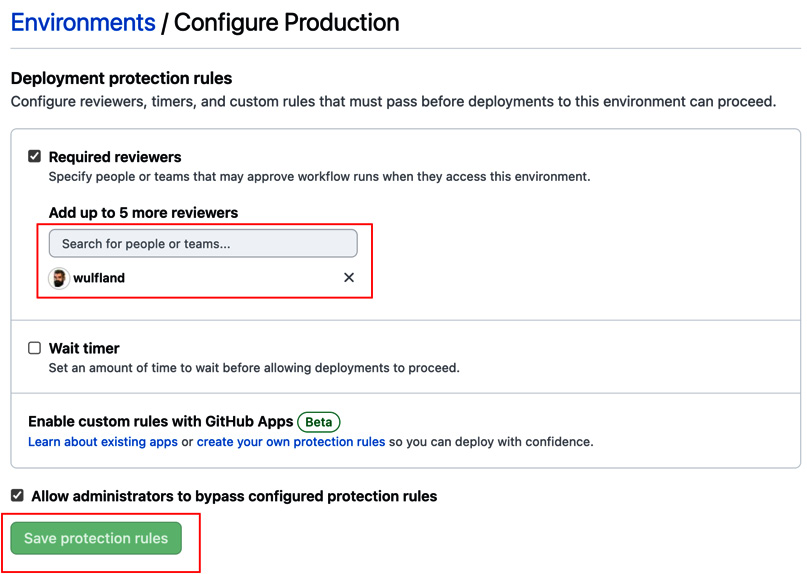 Environments / Configure Production
Deployment protection rules
Configure reviewers, timers, and custom rules that must pass before deployments to this environment can proceed.
Required reviewers
Specify people or teams that may approve workflow runs when they access this environment.
Add up to 5 more reviewers
Search for people or teams...
wulfland
Wait timer
Set an amount of time to wait before allowing deployments to proceed.
Enable custom rules with GitHub Apps Beta
Learn about existing apps or create your own protection rules so you can deploy with confidence.
Allow administrators to bypass configured protection rules
Save protection rules